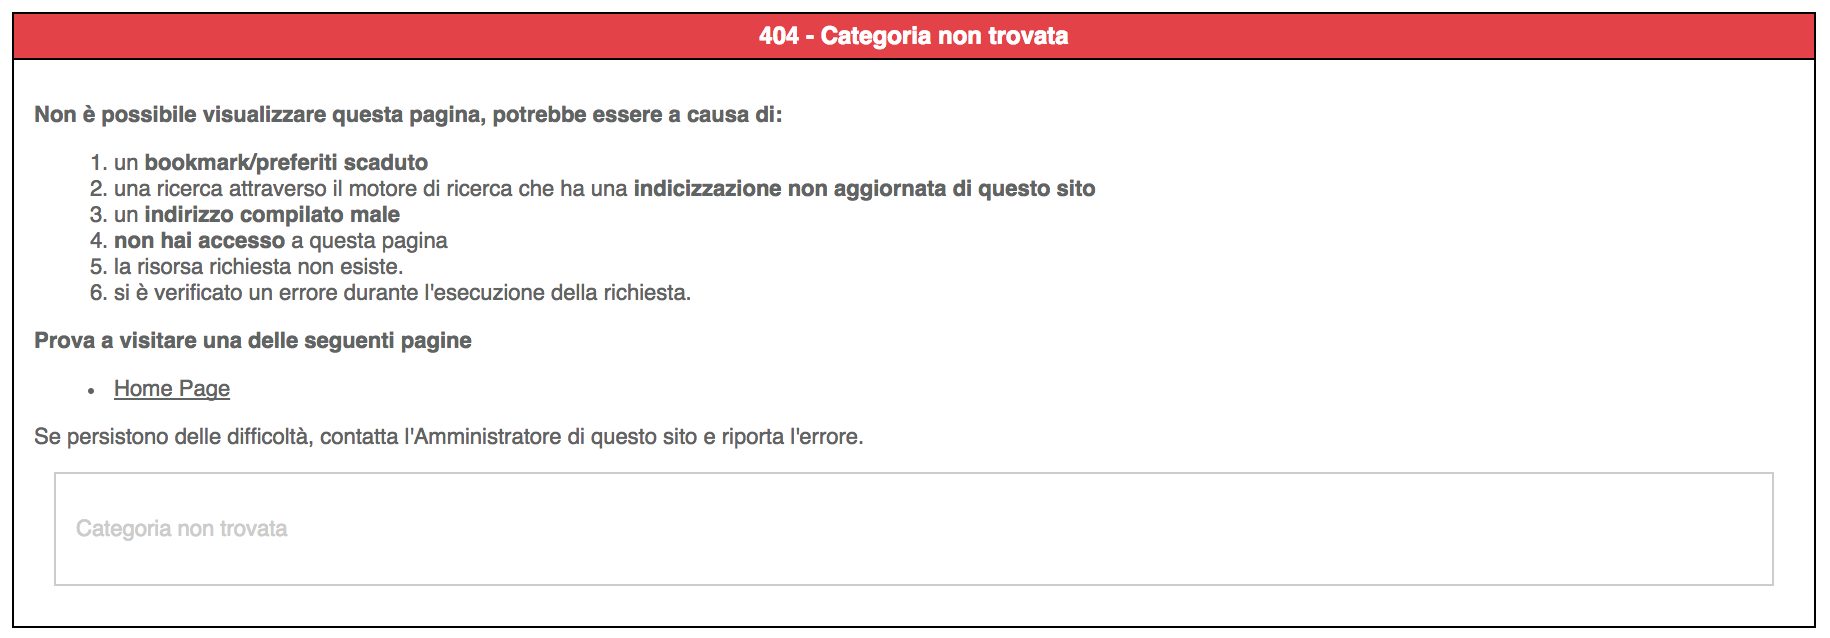 404 - Categoria non trovata
Non è possibile visualizzare questa pagina, potrebbe essere a causa di:
1. un bookmark/preferiti scaduto
2. una ricerca attraverso il motore di ricerca che ha una indicizzazione non aggiornata di questo sito
3. un indirizzo compilato male
4. non hai accesso a questa pagina
5. la risorsa richiesta non esiste.
6. si è verificato un errore durante l'esecuzione della richiesta.
Prova a visitare una delle seguenti pagine
• Home Page
Se persistono delle difficoltà, contatta l'Amministratore di questo sito e riporta l'errore.
Categoria non trovata